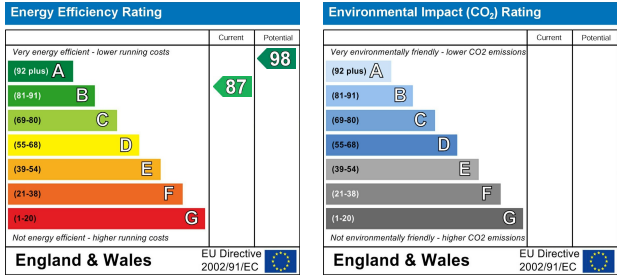 Energy Efficiency Rating
Current Potential
Very energy efficient - lower running costs
(92 plus) A
(81-91) B
(69-80) C
(55-68) D
(39-54) E
(21-38) F
(1-20) G
87
98
Not energy efficient - higher running costs
England & Wales
EU Directive
2002/91/EC
Environmental Impact (CO₂) Rating
Current Potential
Very environmentally friendly - lower CO2 emissions
(92 plus) A
(81-91) B
(69-80) C
(55-68) D
(39-54) E
(21-38) F
(1-20) G
Not environmentally friendly - higher CO2 emissions
England & Wales
EU Directive
2002/91/EC